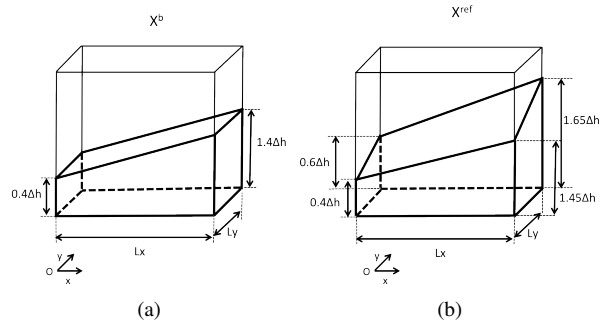 X^b
1.4Δh
0.4Δh
Ly
Lx
y
O
x
(a)
X^ref
1.65Δh
0.6Δh
0.4Δh
1.45Δh
Ly
Lx
y
O
x
(b)